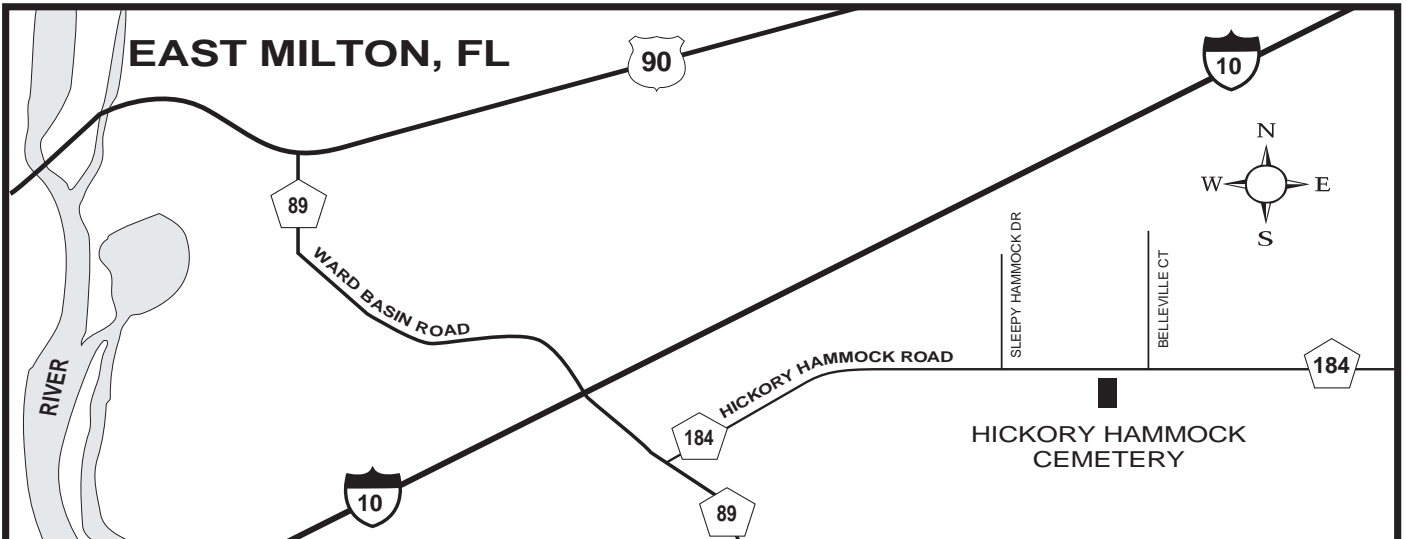 EAST MILTON, FL
90
10
N
W
E
S
89
WARD BASIN ROAD
SLEEPY HAMMOCK DR
BELLEVILLE CT
RIVER
HICKORY HAMMOCK ROAD
184
184
HICKORY HAMMOCK
CEMETERY
10
89